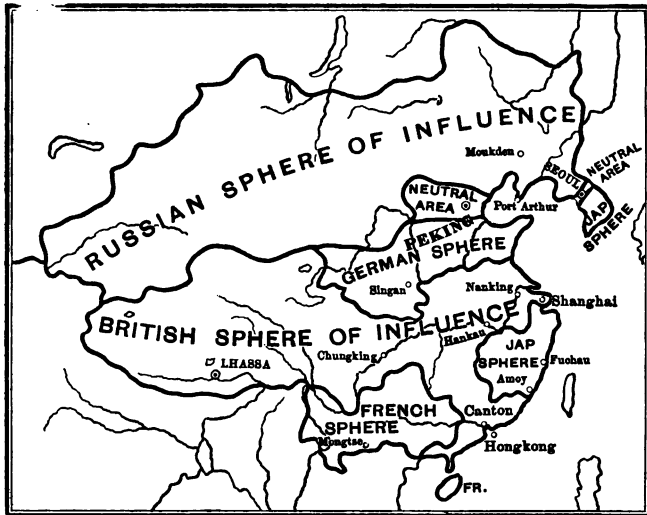 RUSSIAN SPHERE OF INFLUENCE
Moukden
SEOUL
NEUTRAL
AREA
NEUTRAL
AREA
Port Arthur
JAP
SPHERE
PEKING
GERMAN SPHERE
Singan
Nanking
Shanghai
BRITISH SPHERE OF INFLUENCE
Hankau
Chungking
LHASSA
JAP
SPHERE
Fuchau
Amoy
FRENCH
SPHERE
Canton
Mongtse
Hongkong
FR.